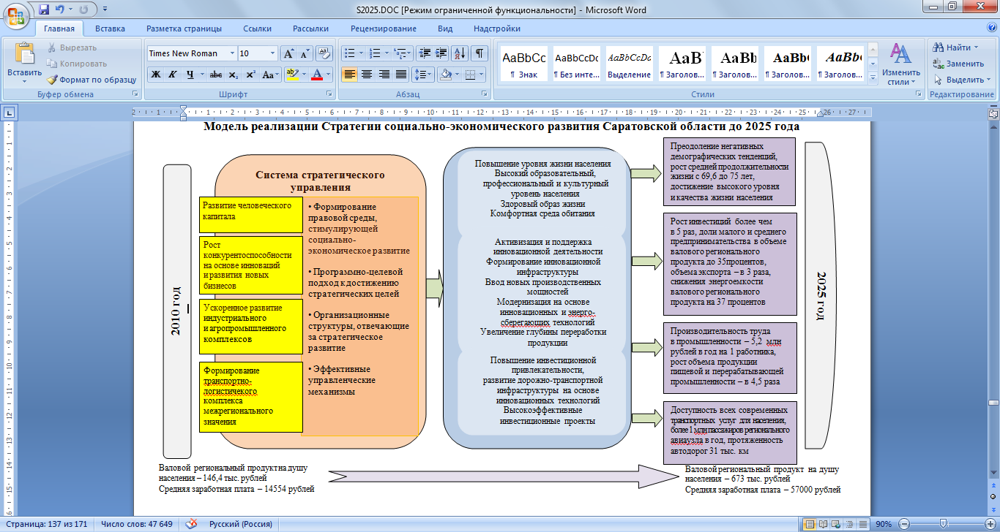 S2025.DOC [Режим ограниченной функциональности] - Microsoft Word
Главная
Вставка
Разметка страницы
Ссылки
Рассылки
Рецензирование
Вид
Надстройки
Вставить
Вырезать
Копировать
Формат по образцу
Буфер обмена
Times New Roman
10
Ж К Ч abc x₂ x² Aa
Шрифт
Абзац
AaBbCc
¶ Знак
AaBbCcDc
¶ Без инте...
AaBbCcDc
Выделение
AaB
¶ Заголов...
AaBb
¶ Заголов...
AaBb
¶ Заголов...
AaBb
¶ Заголов...
Изменить
стили
Стили
Найти
Заменить
Выделить
Редактирование
2 1 1 2 3 4 5 6 7 8 9 10 11 12 13 14 15 16 17 18 19 20 21 22 23 24 25 26 27
Модель реализации Стратегии социально-экономического развития Саратовской области до 2025 года
2010 год
Система стратегического
управления
Развитие человеческого
капитала
Рост
конкурентоспособности
на основе инноваций
и развития новых
бизнесов
Ускоренное развитие
индустриального
и агропромышленного
комплексов
Формирование
транспортно-
логистичекого
комплекса
межрегионального
значения
• Формирование
правовой среды,
стимулирующей
социально-
экономическое развитие
• Программно-целевой
подход к достижению
стратегических целей
• Организационные
структуры, отвечающие
за стратегическое
развитие
• Эффективные
управленческие
механизмы
Повышение уровня жизни населения
Высокий образовательный,
профессиональный и культурный
уровень населения
Здоровый образ жизни
Комфортная среда обитания
Активизация и поддержка
инновационной деятельности
Формирование инновационной
инфраструктуры
Ввод новых производственных
мощностей
Модернизация на основе
инновационных и энерго-
сберегающих технологий
Увеличение глубины переработки
продукции
Повышение инвестиционной
привлекательности,
развитие дорожно-транспортной
инфраструктуры на основе
инновационных технологий
Высокоэффективные
инвестиционные проекты
Преодоление негативных
демографических тенденций,
рост средней продолжительности
жизни с 69,6 до 75 лет,
достижение высокого уровня
и качества жизни населения
Рост инвестиций более чем
в 5 раз, доли малого и среднего
предпринимательства в объеме
валового регионального
продукта до 35процентов,
объема экспорта – в 3 раза,
снижения энергоемкости
валового регионального
продукта на 37 процентов
Производительность труда
в промышленности – 5,2 млн
рублей в год на 1 работника,
рост объема продукции
пищевой и перерабатывающей
промышленности – в 4,5 раза
Доступность всех современных
транспортных услуг для населения,
более 1 млн пассажиров регионального
авиаузла в год, протяженность
автодорог 31 тыс. км
2025 год
Валовой региональный продукт на душу
населения – 146,4 тыс. рублей
Средняя заработная плата – 14554 рублей
Валовой региональный продукт на душу
населения – 673 тыс. рублей
Средняя заработная плата – 57000 рублей
Страница: 137 из 171
Число слов: 47 649
Русский (Россия)
90%